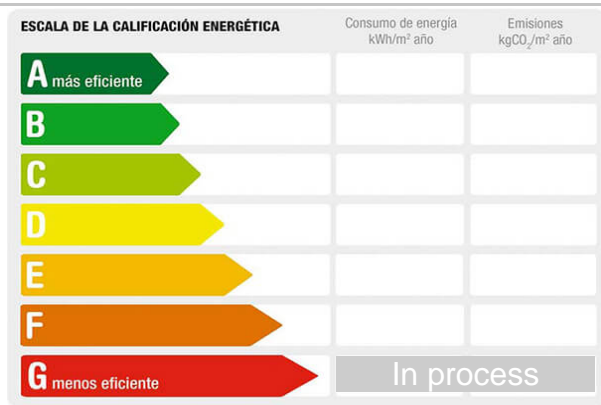 ESCALA DE LA CALIFICACIÓN ENERGÉTICA
Consumo de energía
kWh/m² año
Emisiones
kgCO₂/m² año
A más eficiente
B
C
D
E
F
G menos eficiente
In process